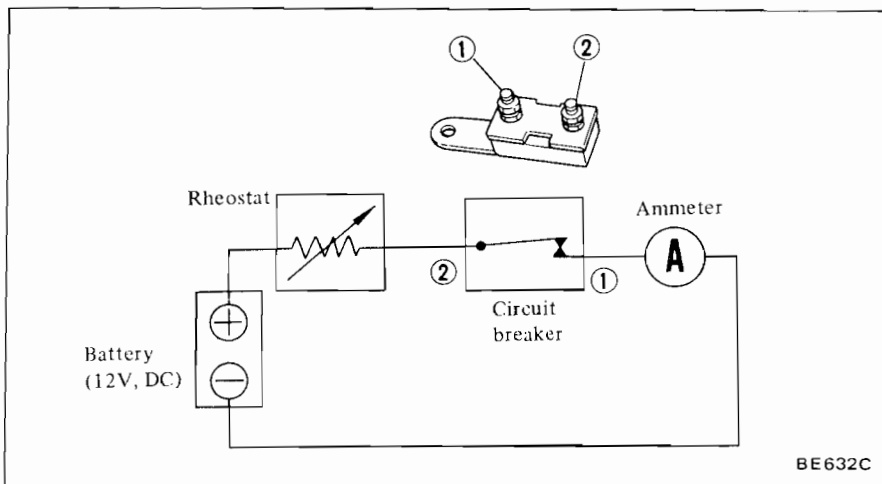 ① ②
Rheostat
Ammeter
A
②
①
Circuit
breaker
Battery
(12V, DC)
+
−
BE632C